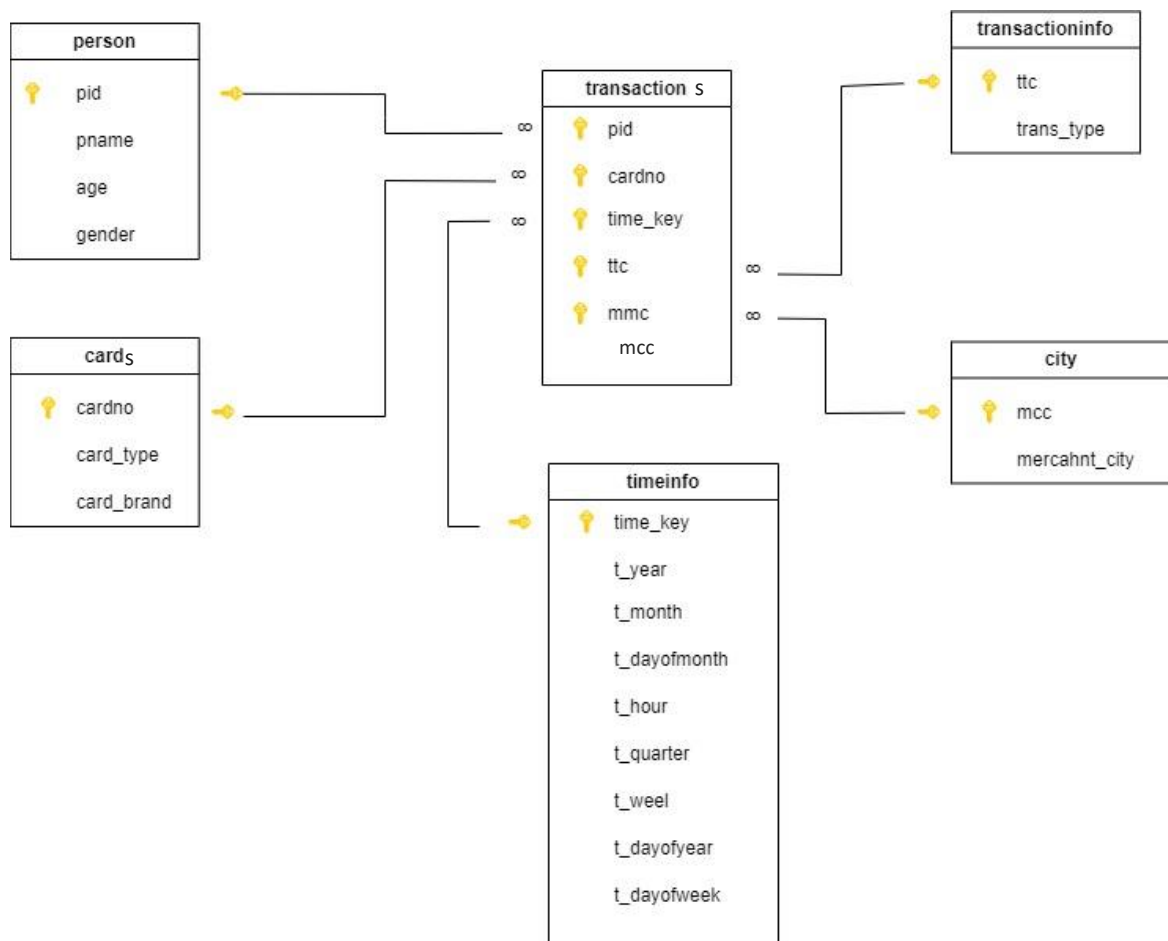 person
pid
pname
age
gender
cards
cardno
card_type
card_brand
transaction s
pid
cardno
time_key
ttc
mmc
mcc
timeinfo
time_key
t_year
t_month
t_dayofmonth
t_hour
t_quarter
t_weel
t_dayofyear
t_dayofweek
transactioninfo
ttc
trans_type
city
mcc
mercahnt_city
∞
∞
∞
∞
∞